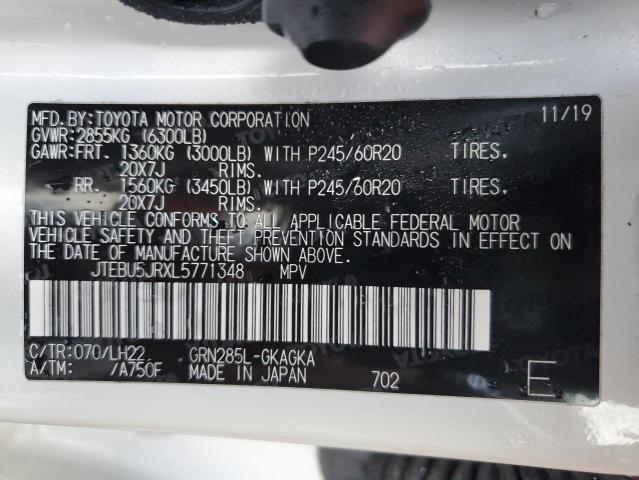 MFD.BY:TOYOTA MOTOR CORPORATION 11/19
GVWR:2855KG (6300LB)
GAWR:FRT. 1360KG (3000LB) WITH P245/60R20 TIRES.
20X7J RIMS.
RR. 1560KG (3450LB) WITH P245/60R20 TIRES.
20X7J RIMS.
THIS VEHICLE CONFORMS TO ALL APPLICABLE FEDERAL MOTOR
VEHICLE SAFETY AND THEFT PREVENTION STANDARDS IN EFFECT ON
THE DATE OF MANUFACTURE SHOWN ABOVE.
JTEBU5JRXL5771348 MPV
C/TR:070/LH22 GRN285L-GKAGKA
A/TM: /A750F MADE IN JAPAN 702 E